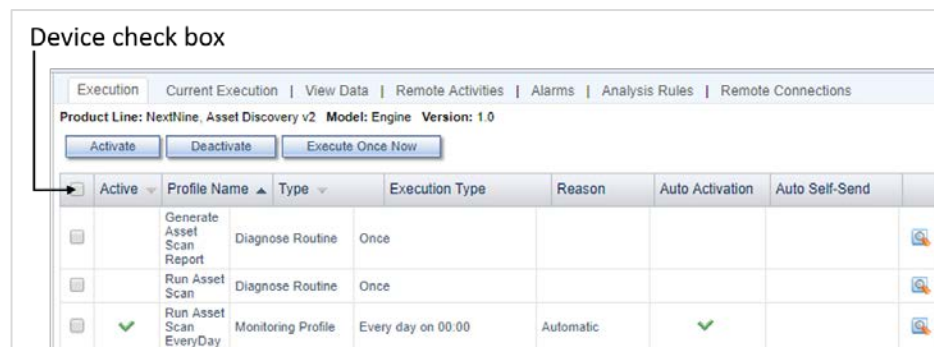 Device check box
Execution Current Execution | View Data | Remote Activities | Alarms | Analysis Rules | Remote Connections
Product Line: NextNine, Asset Discovery v2 Model: Engine Version: 1.0
Activate Deactivate Execute Once Now
Active Profile Name Type Execution Type Reason Auto Activation Auto Self-Send
Generate
Asset
Scan
Report
Diagnose Routine Once
Run Asset
Scan
Diagnose Routine Once
Run Asset
Scan
EveryDay
Monitoring Profile Every day on 00:00 Automatic